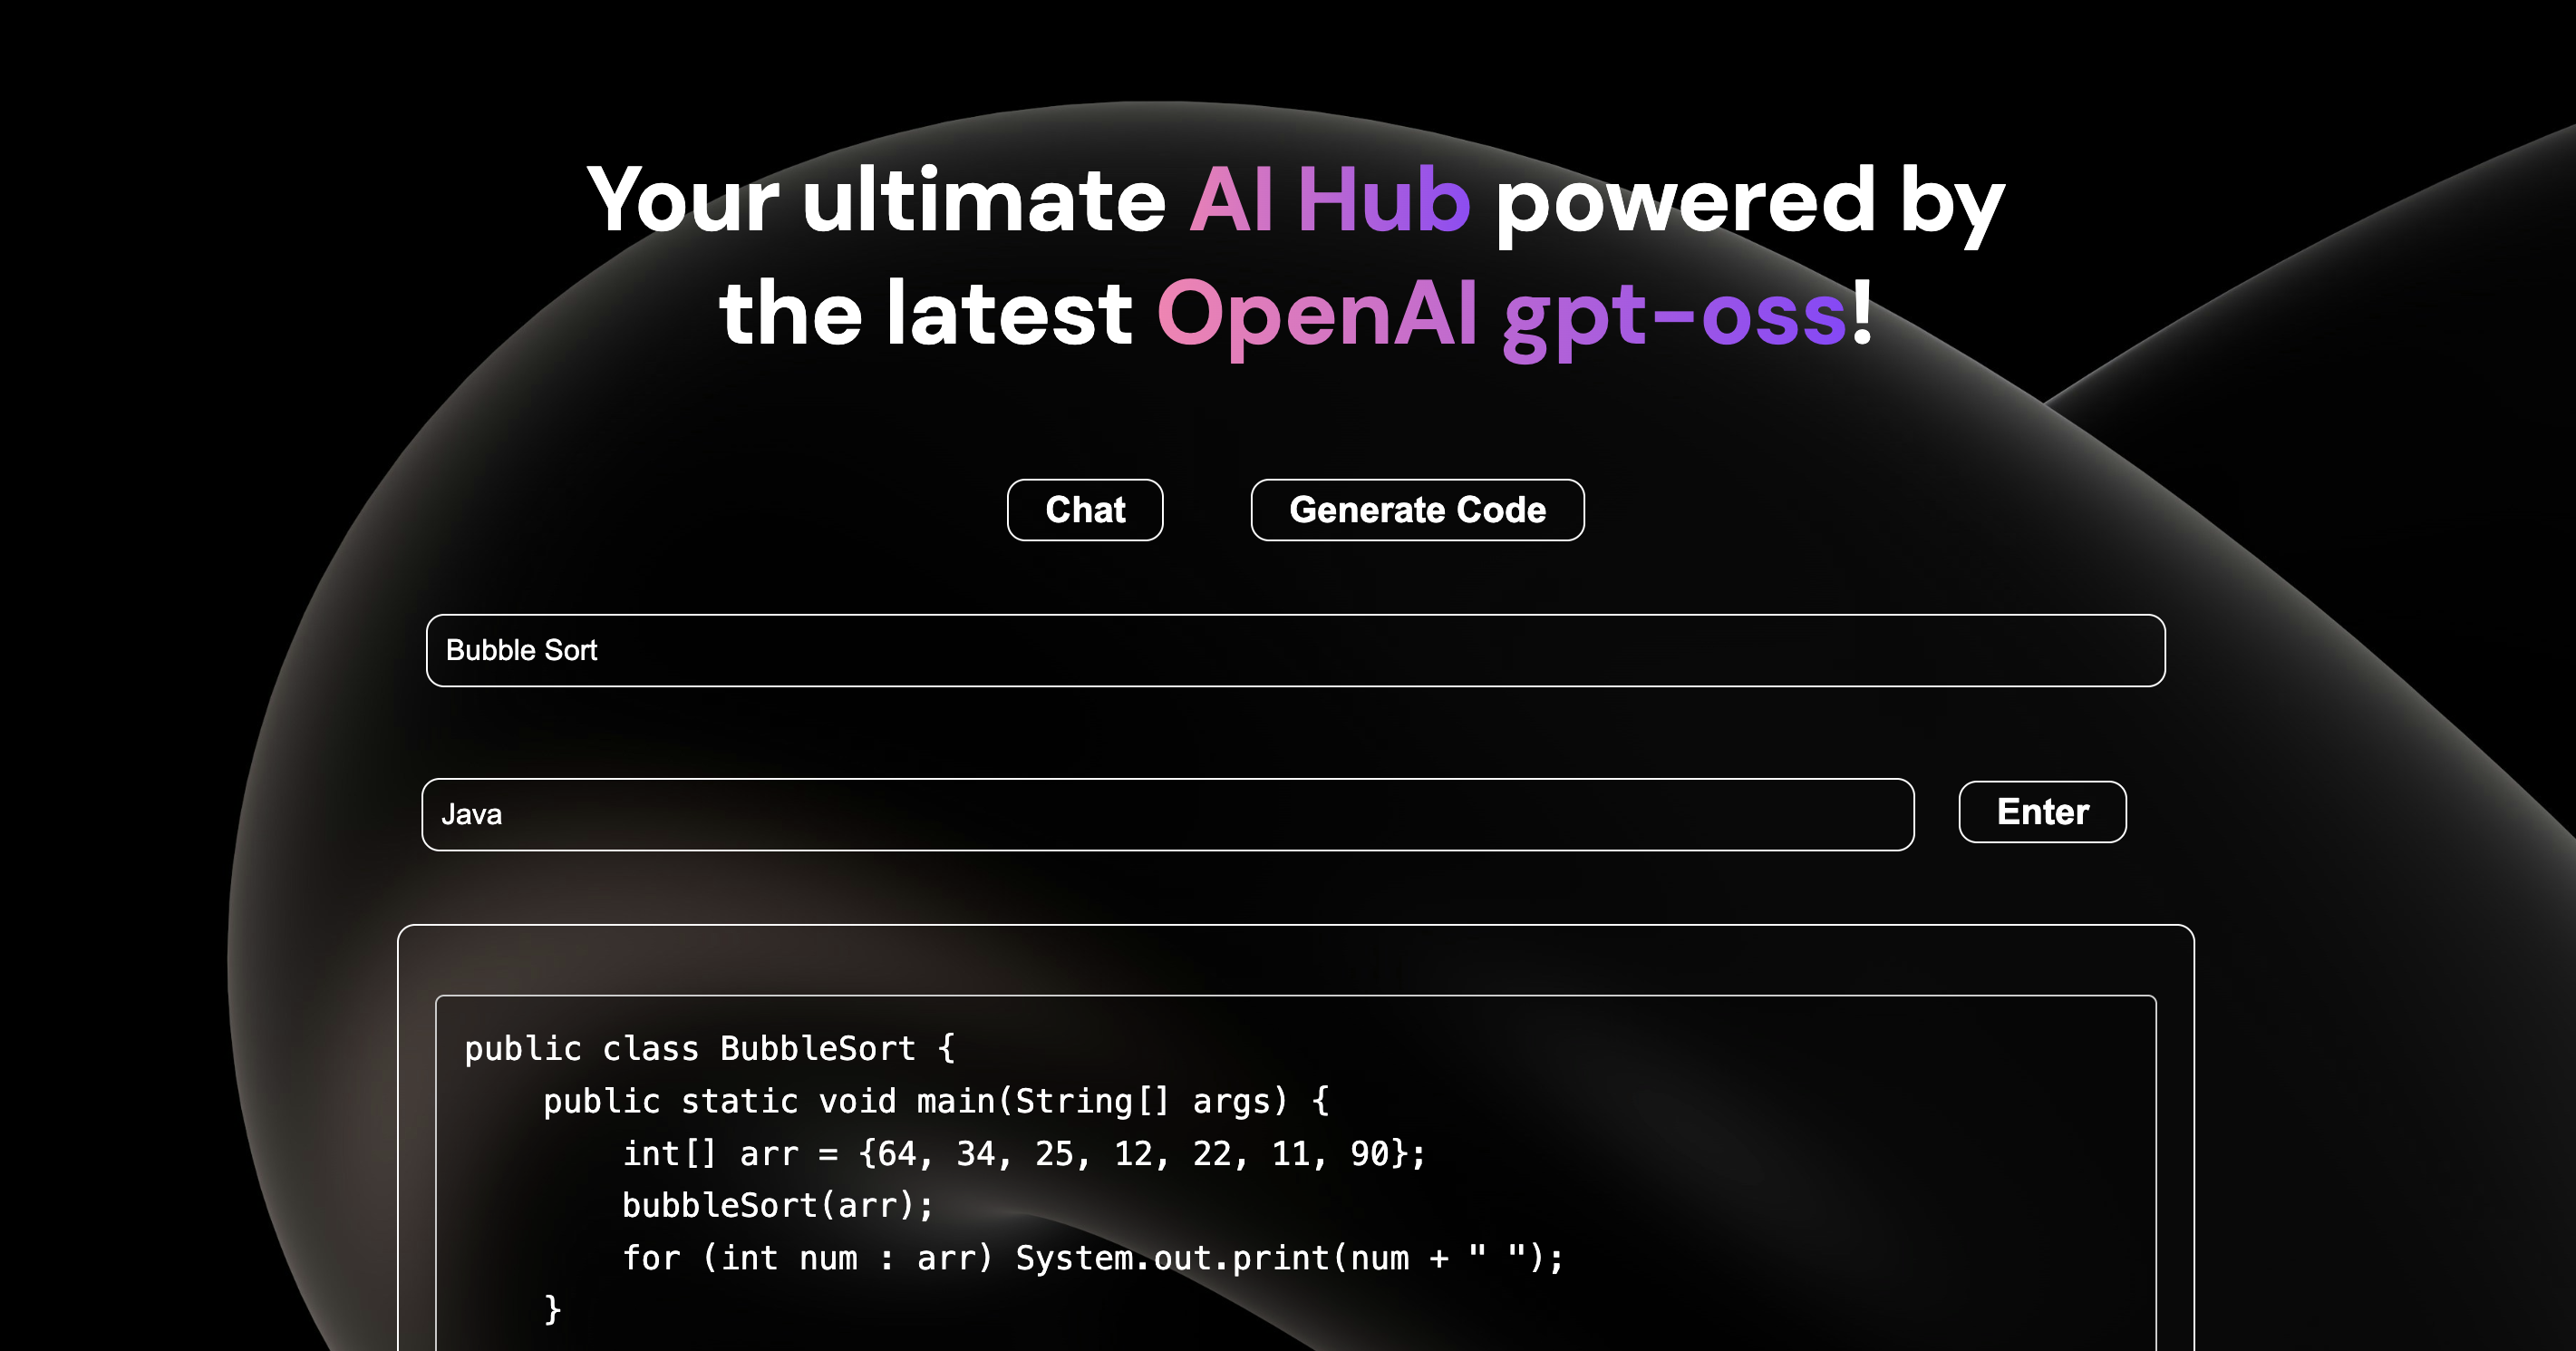 Your ultimate AI Hub powered by
the latest OpenAI gpt-oss!
Chat
Generate Code
Bubble Sort
Java
Enter
public class BubbleSort {
    public static void main(String[] args) {
        int[] arr = {64, 34, 25, 12, 22, 11, 90};
        bubbleSort(arr);
        for (int num : arr) System.out.print(num + " ");
    }